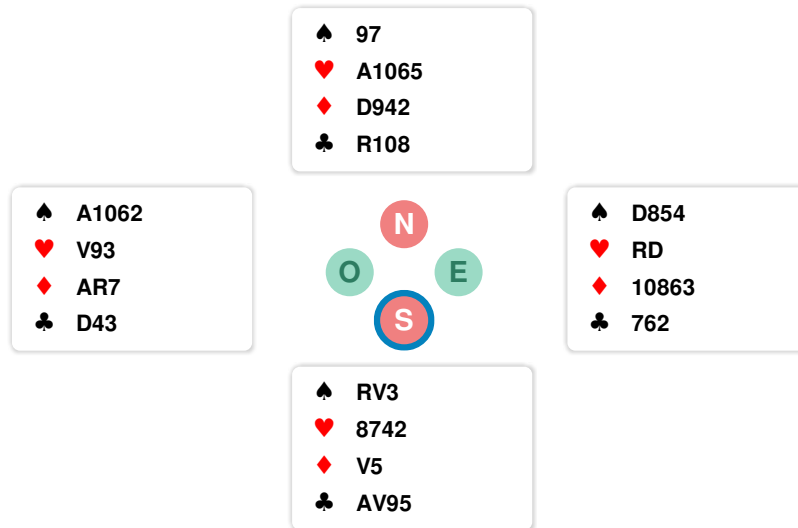 ♠ 97
♥ A1065
♦ D942
♣ R108
♠ A1062
♥ V93
♦ AR7
♣ D43
N
O E
S
♠ D854
♥ RD
♦ 10863
♣ 762
♠ RV3
♥ 8742
♦ V5
♣ AV95